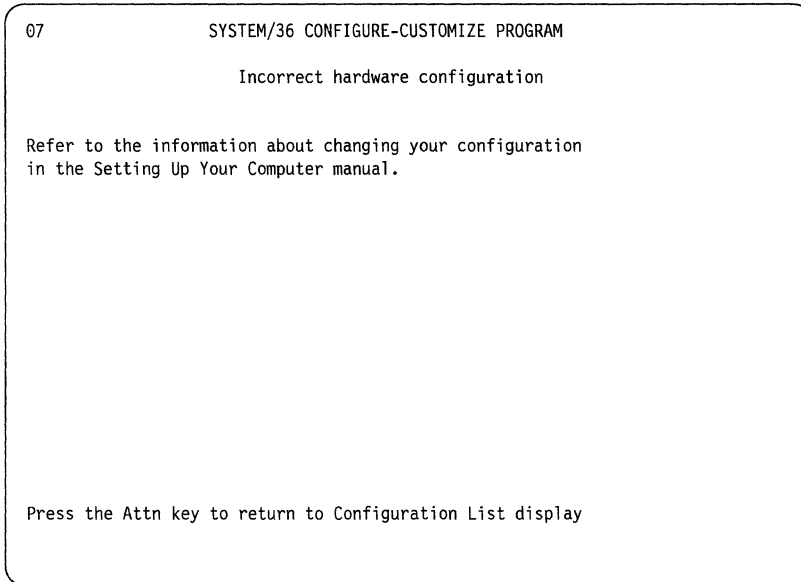 07 SYSTEM/36 CONFIGURE-CUSTOMIZE PROGRAM
Incorrect hardware configuration
Refer to the information about changing your configuration
in the Setting Up Your Computer manual.
Press the Attn key to return to Configuration List display